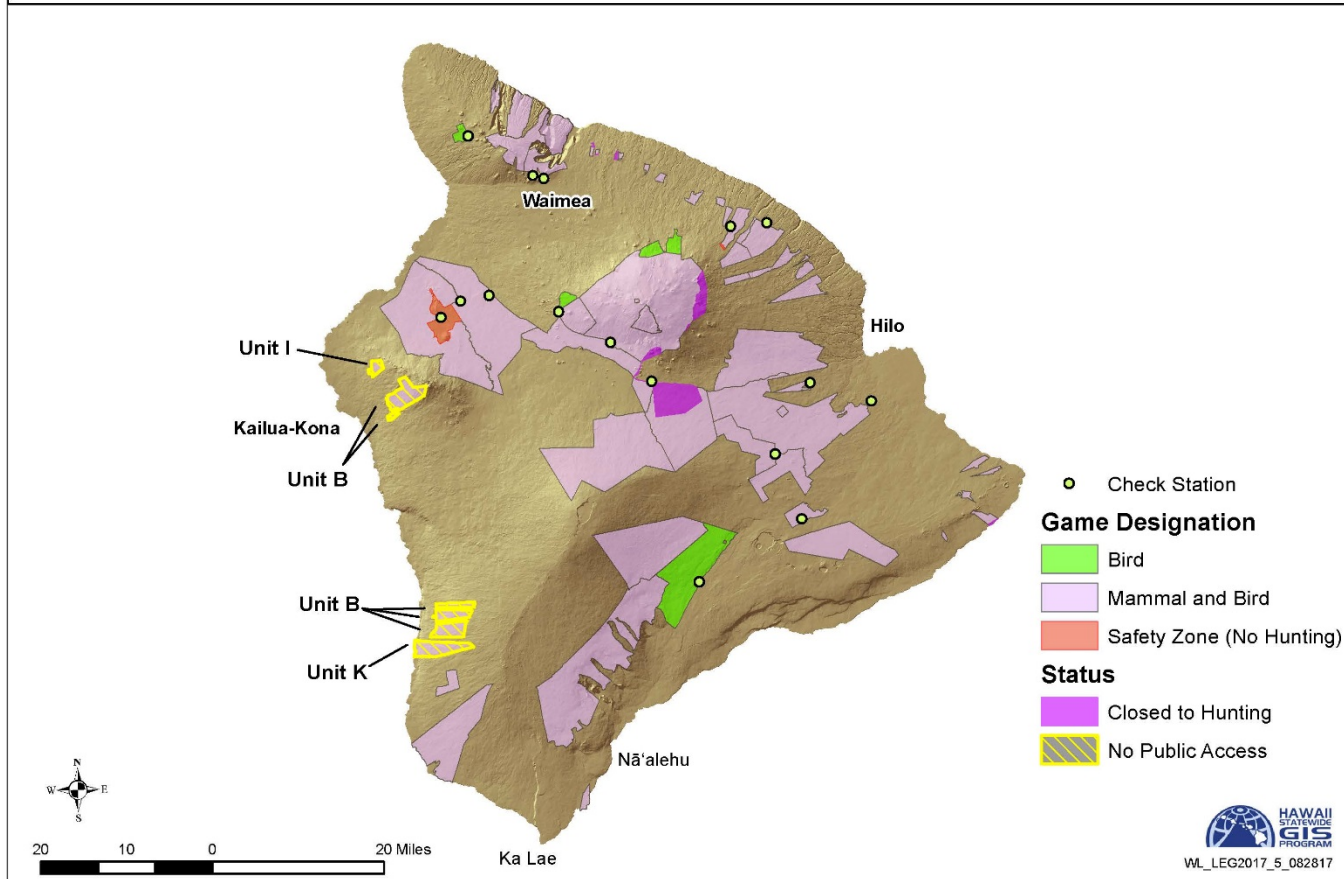 Waimea
Hilo
Unit I
Kailua-Kona
Unit B
Unit B
Unit K
Nā‘alehu
Ka Lae
Check Station
Game Designation
Bird
Mammal and Bird
Safety Zone (No Hunting)
Status
Closed to Hunting
No Public Access
N
W E
S
20 10 0 20 Miles
HAWAII
STATEWIDE
GIS
PROGRAM
WL_LEG2017_5_082817